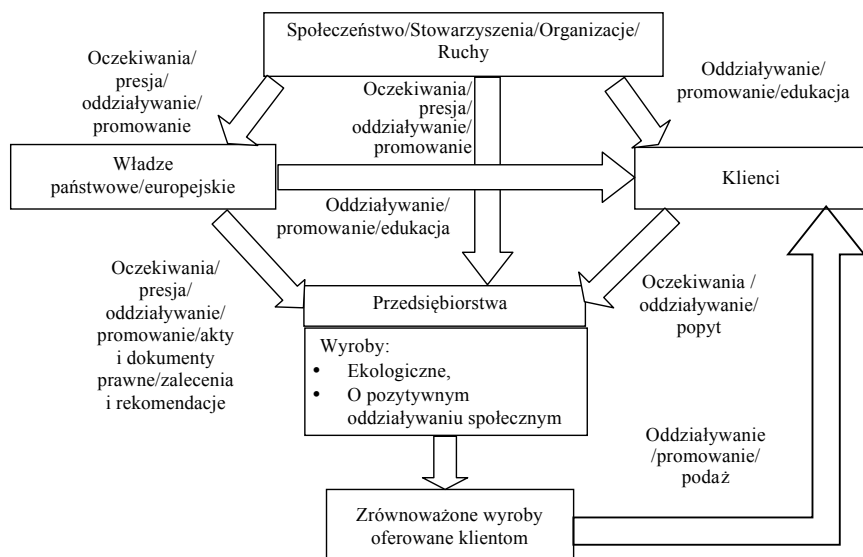 Społeczeństwo/Stowarzyszenia/Organizacje/
Ruchy
Oczekiwania/
presja/
oddziaływanie/
promowanie
Oczekiwania/
presja/
oddziaływanie/
promowanie
Oddziaływanie/
promowanie/edukacja
Władze
państwowe/europejskie
Klienci
Oddziaływanie/
promowanie/edukacja
Oczekiwania/
presja/
oddziaływanie/
promowanie/akty
i dokumenty
prawne/zalecenia
i rekomendacje
Przedsiębiorstwa
Oczekiwania /
oddziaływanie/
popyt
Wyroby:
• Ekologiczne,
• O pozytywnym
oddziaływaniu społecznym
Oddziaływanie
/promowanie/
podaż
Zrównoważone wyroby
oferowane klientom